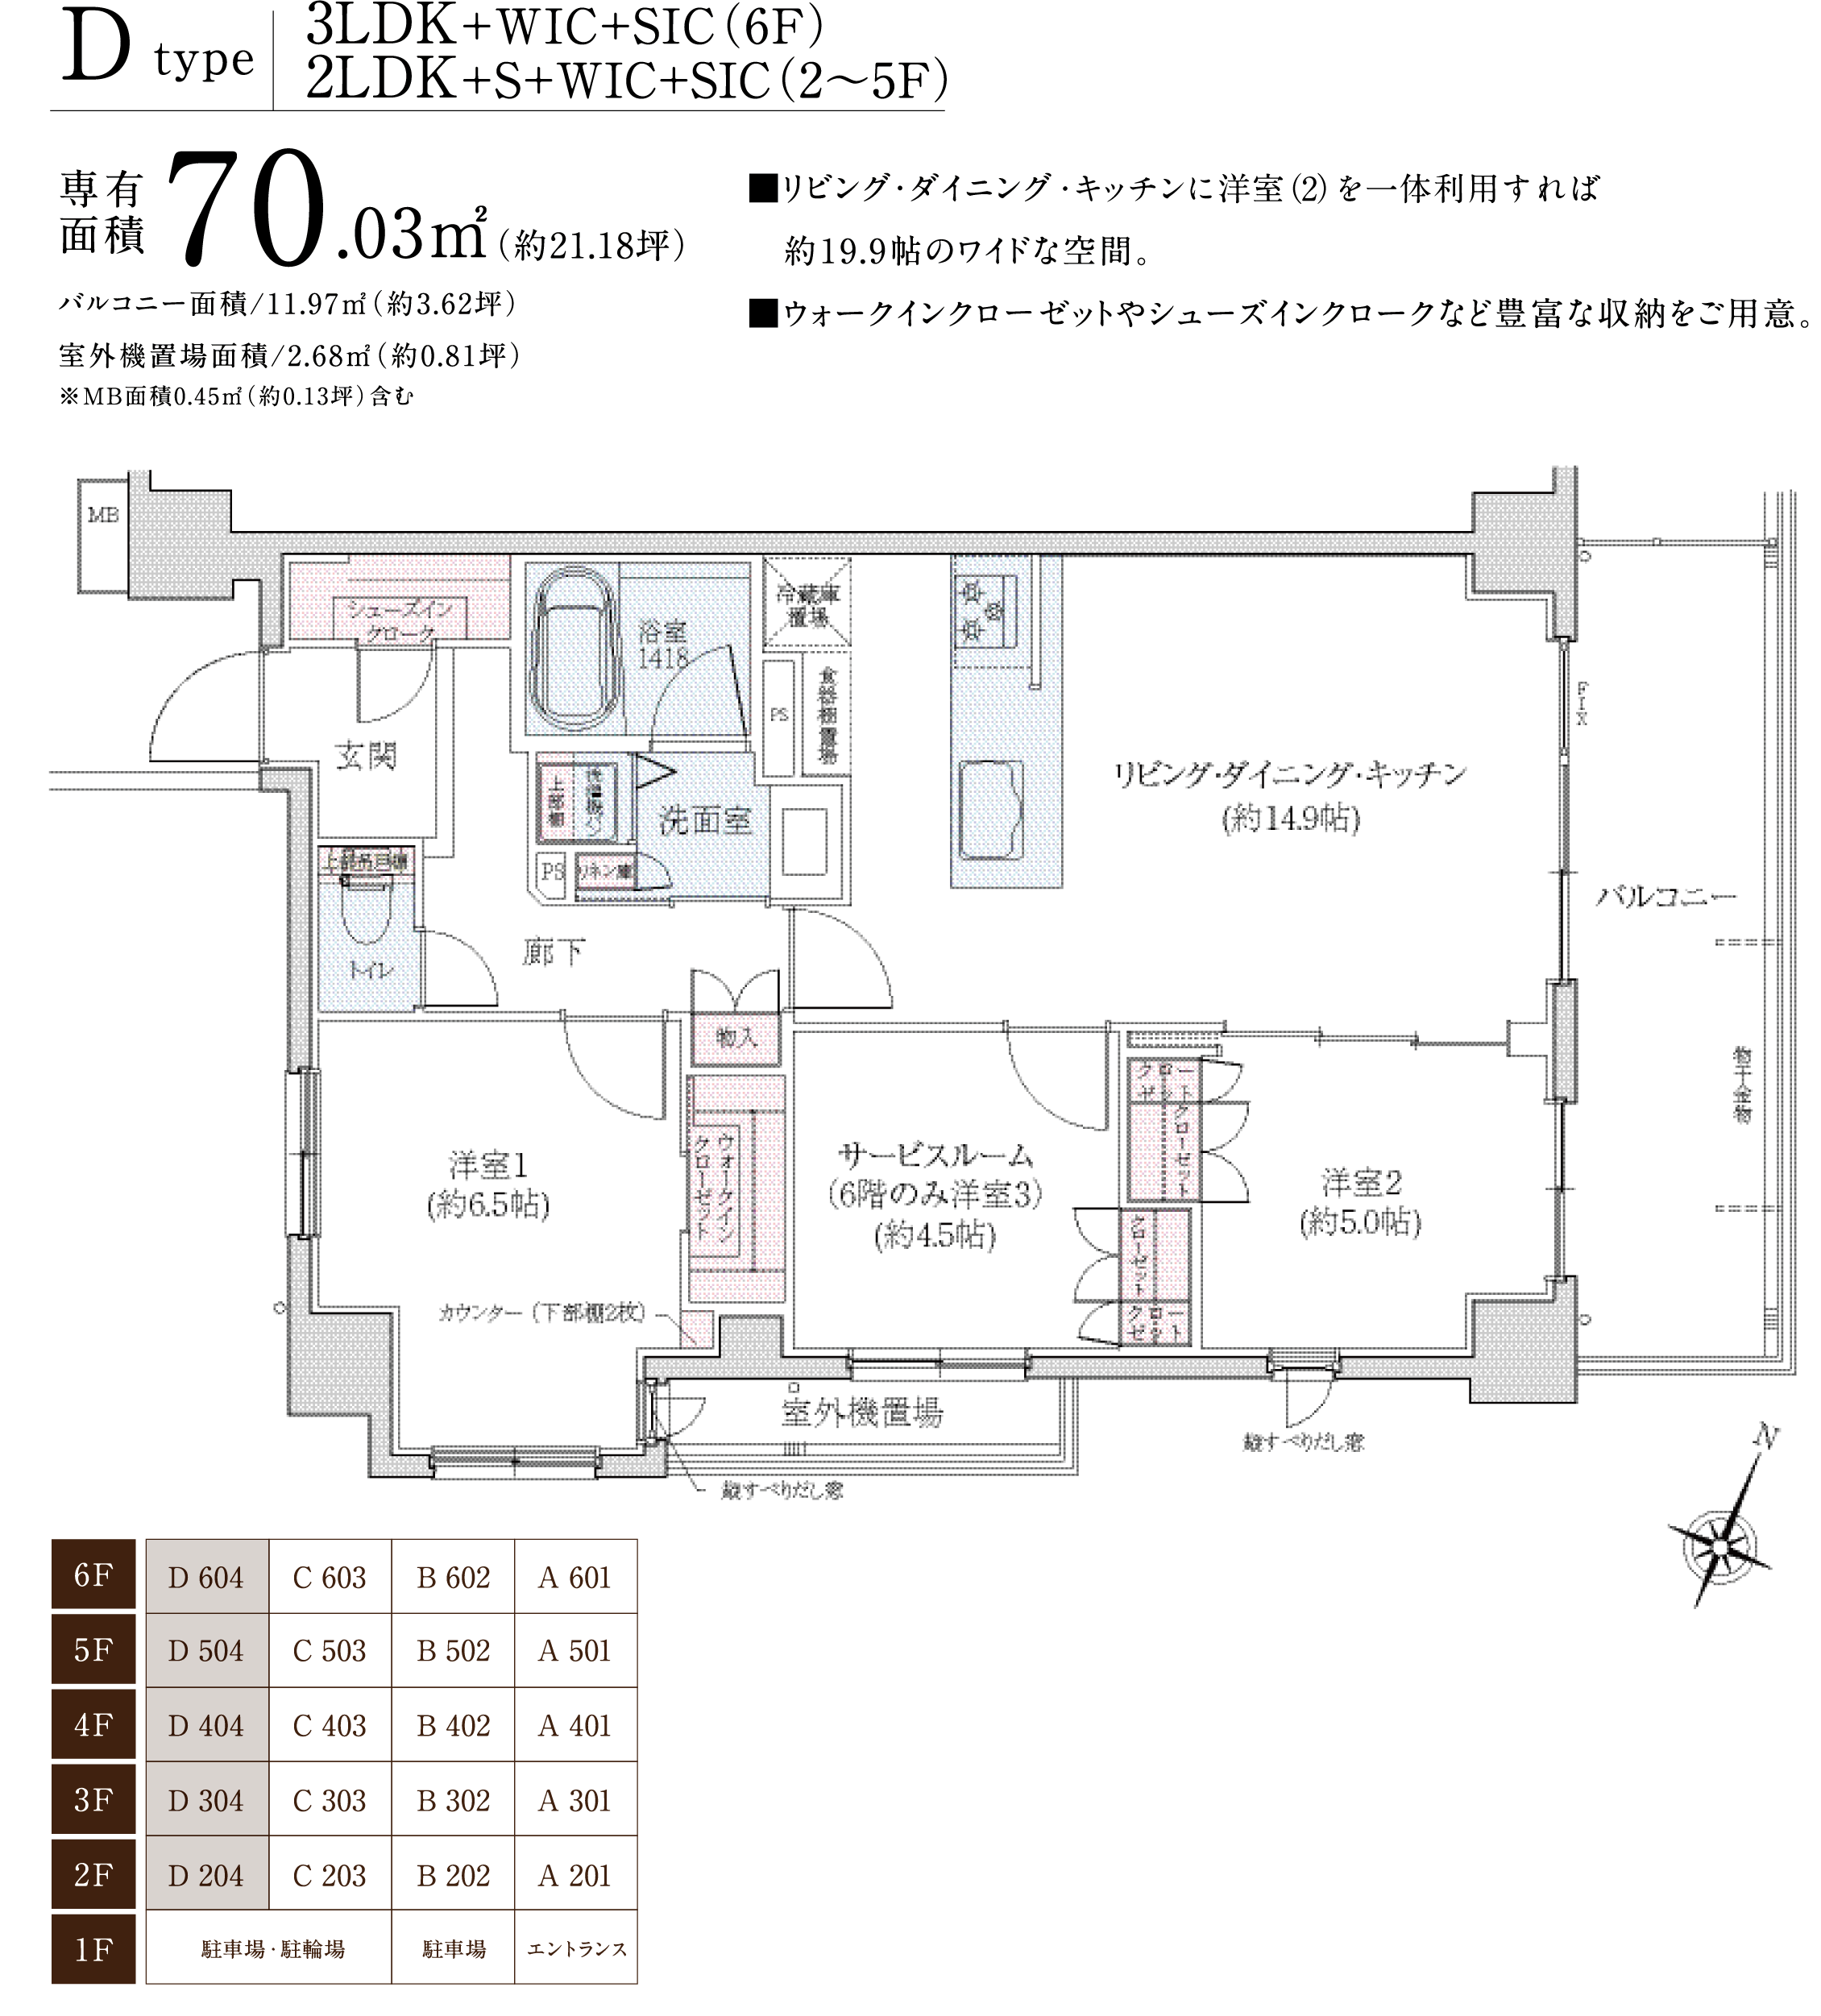 D type
3LDK+WIC+SIC(6F)
2LDK+S+WIC+SIC(2〜5F)
専有面積 70.03㎡(約21.18坪)
バルコニー面積/11.97㎡(約3.62坪)
室外機置場面積/2.68㎡(約0.81坪)
※MB面積0.45㎡(約0.13坪)含む
■リビング・ダイニング・キッチンに洋室(2)を一体利用すれば
約19.9帖のワイドな空間。
■ウォークインクローゼットやシューズインクロークなど豊富な収納をご用意。
MB
シューズイン
クローク
浴室
1418
冷蔵庫
置場
食器棚置場
PS
FIX
玄関
リビング・ダイニング・キッチン
(約14.9帖)
上部棚
洗面室
PS
リネン庫
上部吊戸棚
トイレ
廊下
バルコニー
物入
物干金物
クローゼット
クローゼット
ウォークイン
クローゼット
洋室1
(約6.5帖)
サービスルーム
(6階のみ洋室3)
(約4.5帖)
洋室2
(約5.0帖)
クローゼット
クローゼット
カウンター(下部棚2枚)
室外機置場
縦すべりだし窓
縦すべりだし窓
N
6F D 604 C 603 B 602 A 601
5F D 504 C 503 B 502 A 501
4F D 404 C 403 B 402 A 401
3F D 304 C 303 B 302 A 301
2F D 204 C 203 B 202 A 201
1F 駐車場・駐輪場 駐車場 エントランス